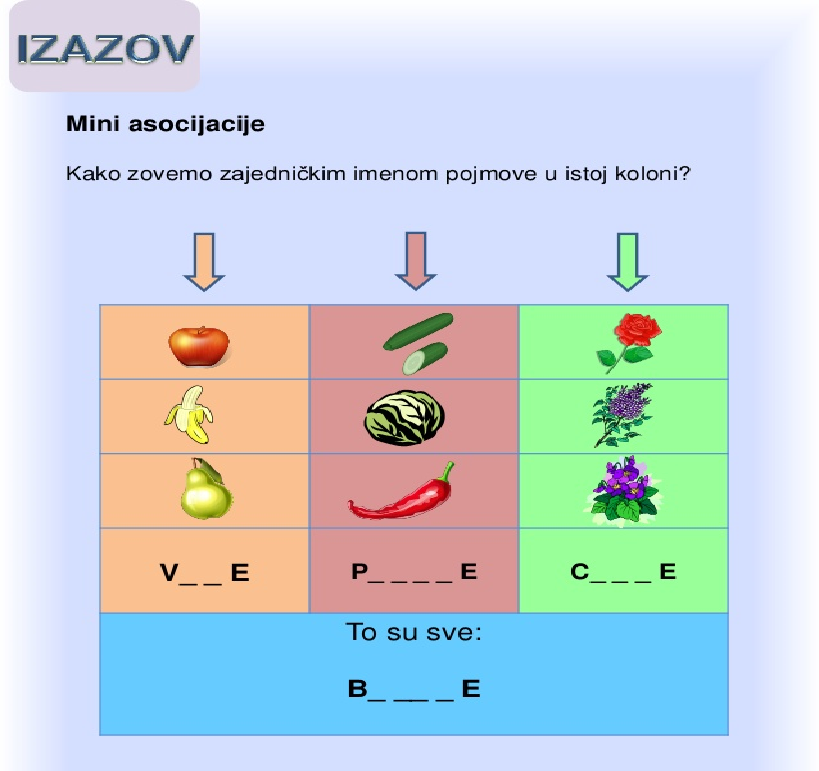 IZAZOV
Mini asocijacije
Kako zovemo zajedničkim imenom pojmove u istoj koloni?
V_ _ E
P_ _ _ _ E
C_ _ _ E
To su sve:
B_ __ _ E